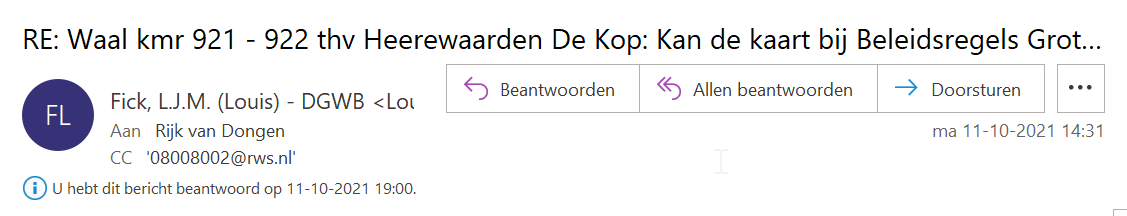 RE: Waal kmr 921 - 922 thv Heerewaarden De Kop: Kan de kaart bij Beleidsregels Grot...
FL
Fick, L.J.M. (Louis) - DGWB <Lou
Beantwoorden
Allen beantwoorden
Doorsturen
Aan Rijk van Dongen
ma 11-10-2021 14:31
CC '08008002@rws.nl'
U hebt dit bericht beantwoord op 11-10-2021 19:00.